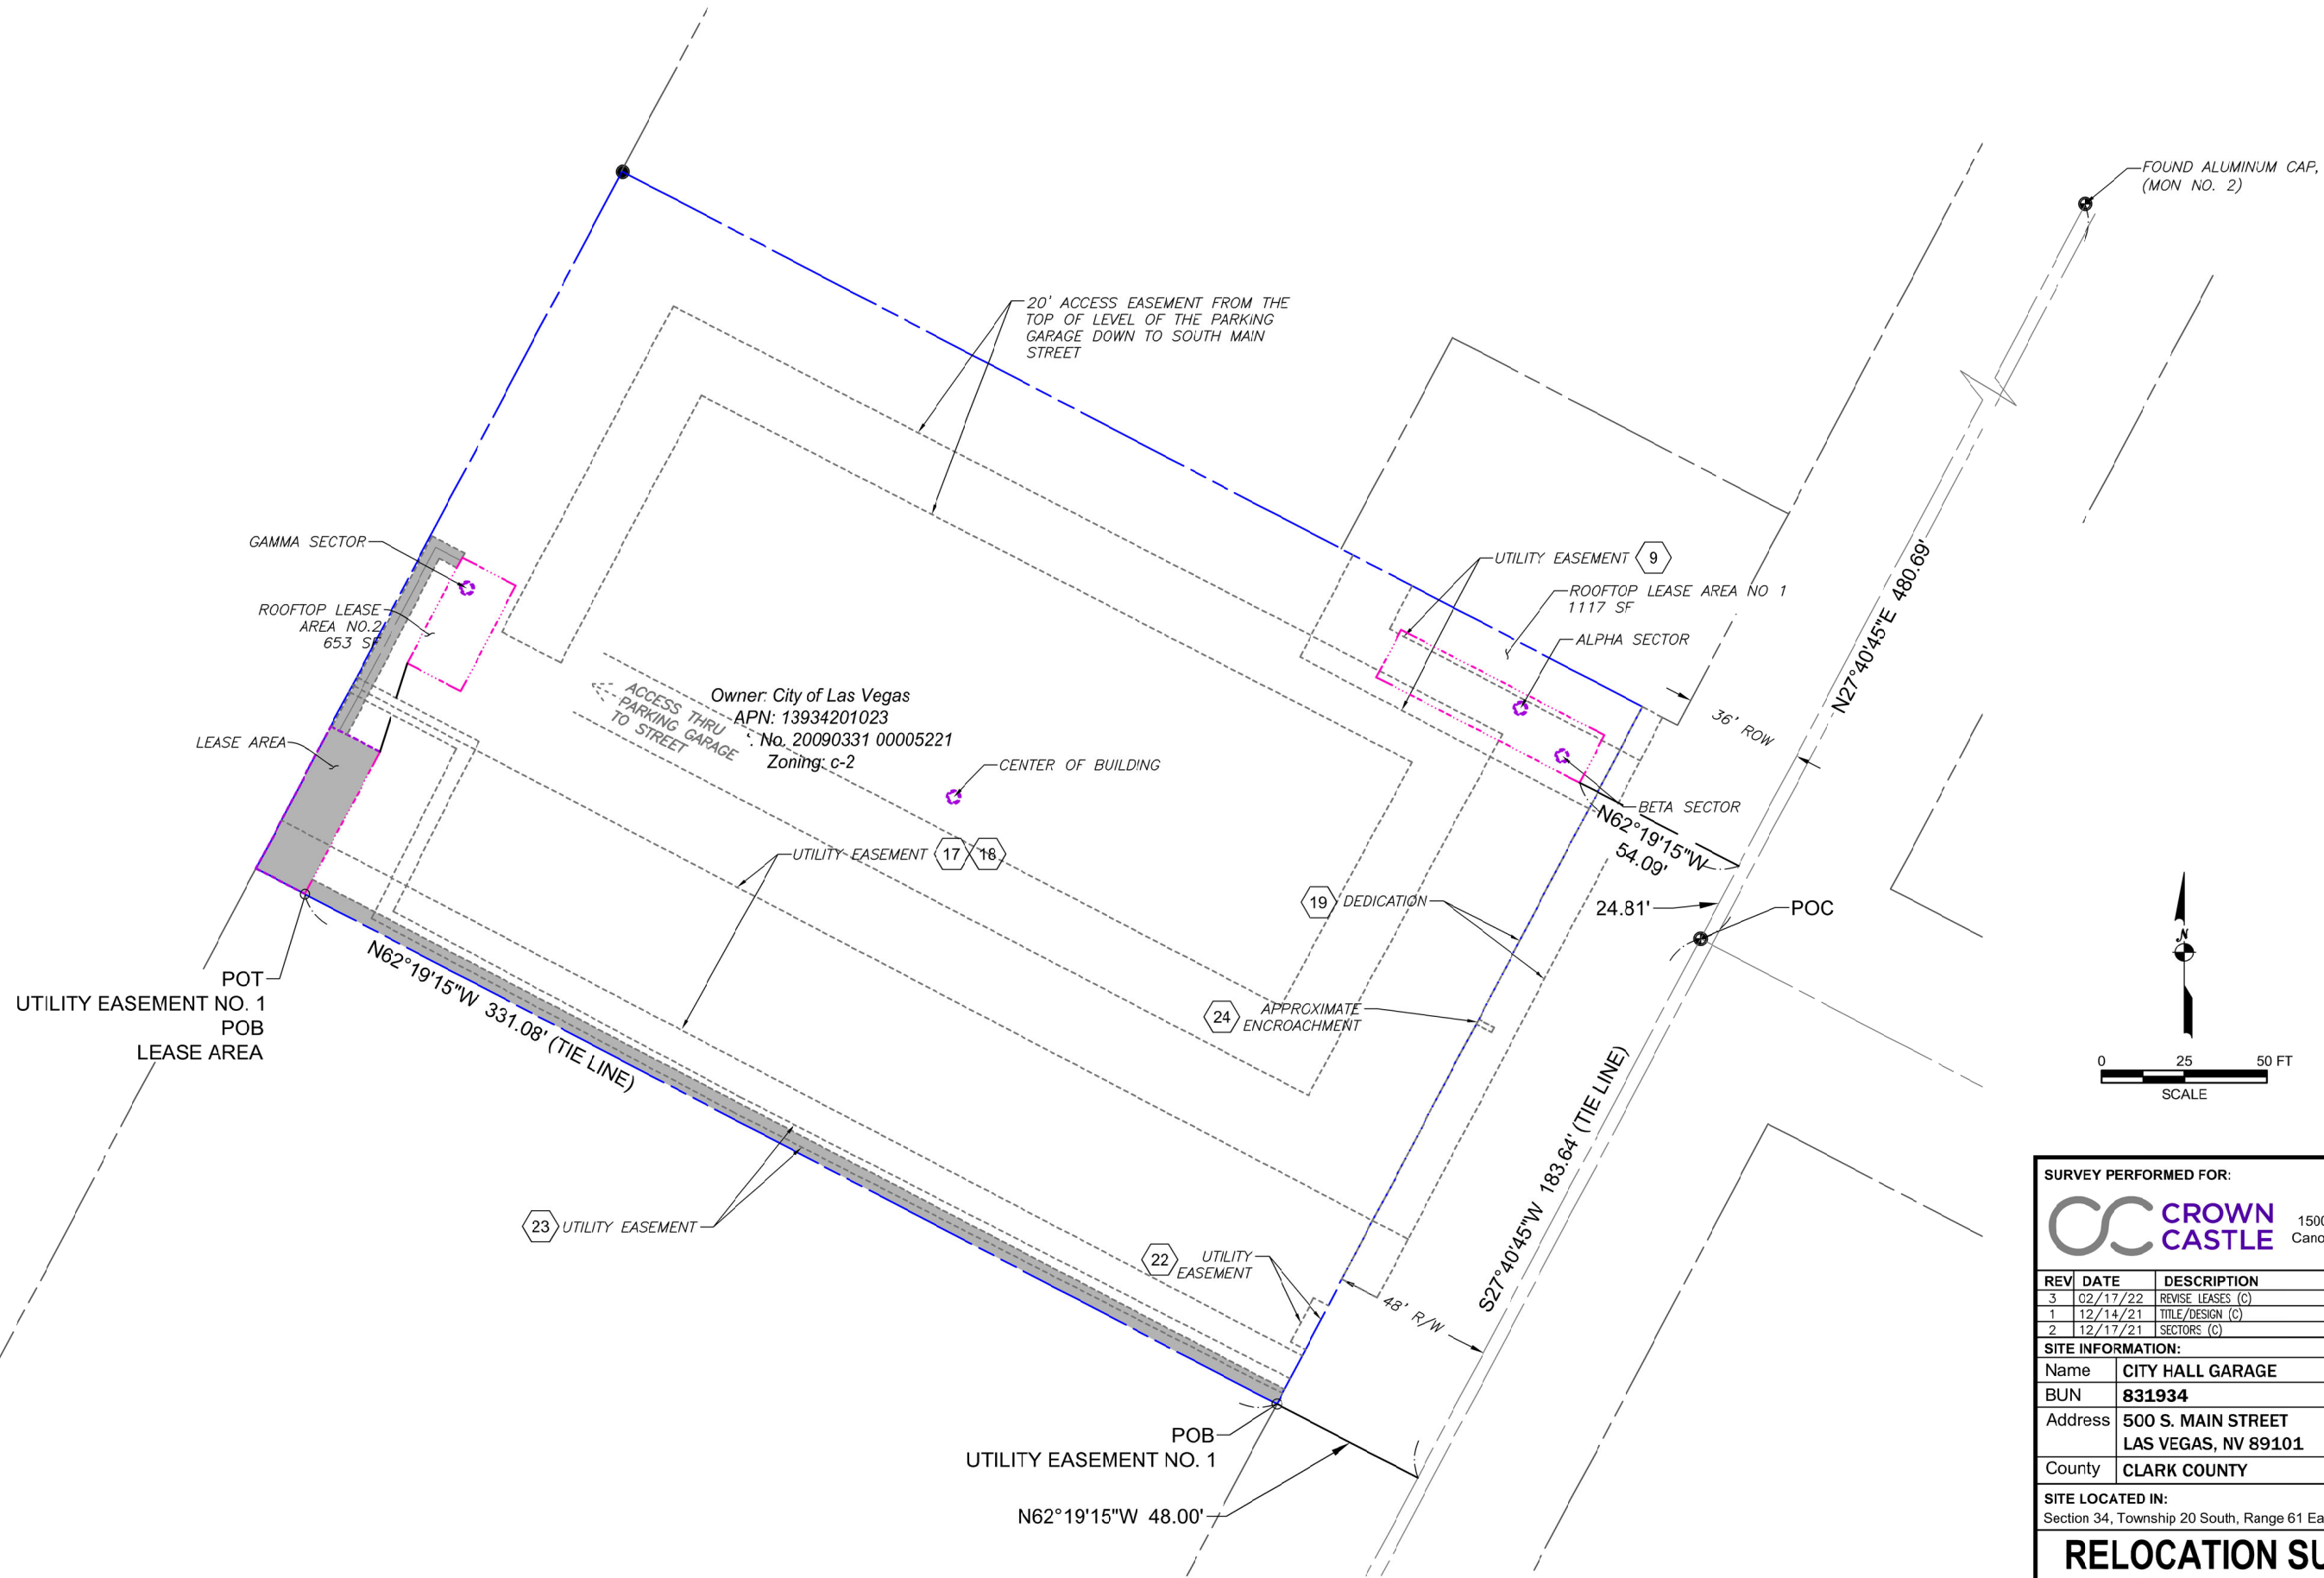 FOUND ALUMINUM CAP,
(MON NO. 2)
20' ACCESS EASEMENT FROM THE
TOP OF LEVEL OF THE PARKING
GARAGE DOWN TO SOUTH MAIN
STREET
GAMMA SECTOR
ROOFTOP LEASE
AREA NO.2
653 SF
LEASE AREA
UTILITY EASEMENT 9
ROOFTOP LEASE AREA NO 1
1117 SF
ALPHA SECTOR
36' ROW
N27°40'45"E 480.69'
ACCESS THRU
PARKING GARAGE
TO STREET
Owner: City of Las Vegas
APN: 13934201023
. No. 20090331 00005221
Zoning: c-2
CENTER OF BUILDING
BETA SECTOR
N62°19'15"W
54.09'
UTILITY EASEMENT 17 18
19 DEDICATION
24.81'
POC
POT
UTILITY EASEMENT NO. 1
POB
LEASE AREA
N62°19'15"W 331.08' (TIE LINE)
24 APPROXIMATE
ENCROACHMENT
N
0 25 50 FT
SCALE
S27°40'45"W 183.64' (TIE LINE)
23 UTILITY EASEMENT
22 UTILITY
EASEMENT
48' R/W
POB
UTILITY EASEMENT NO. 1
N62°19'15"W 48.00'
SURVEY PERFORMED FOR:
CROWN
CASTLE
1500
Cano
REV DATE DESCRIPTION
3 02/17/22 REVISE LEASES (C)
1 12/14/21 TITLE/DESIGN (C)
2 12/17/21 SECTORS (C)
SITE INFORMATION:
Name CITY HALL GARAGE
BUN 831934
Address 500 S. MAIN STREET
LAS VEGAS, NV 89101
County CLARK COUNTY
SITE LOCATED IN:
Section 34, Township 20 South, Range 61 Ea
RELOCATION SU